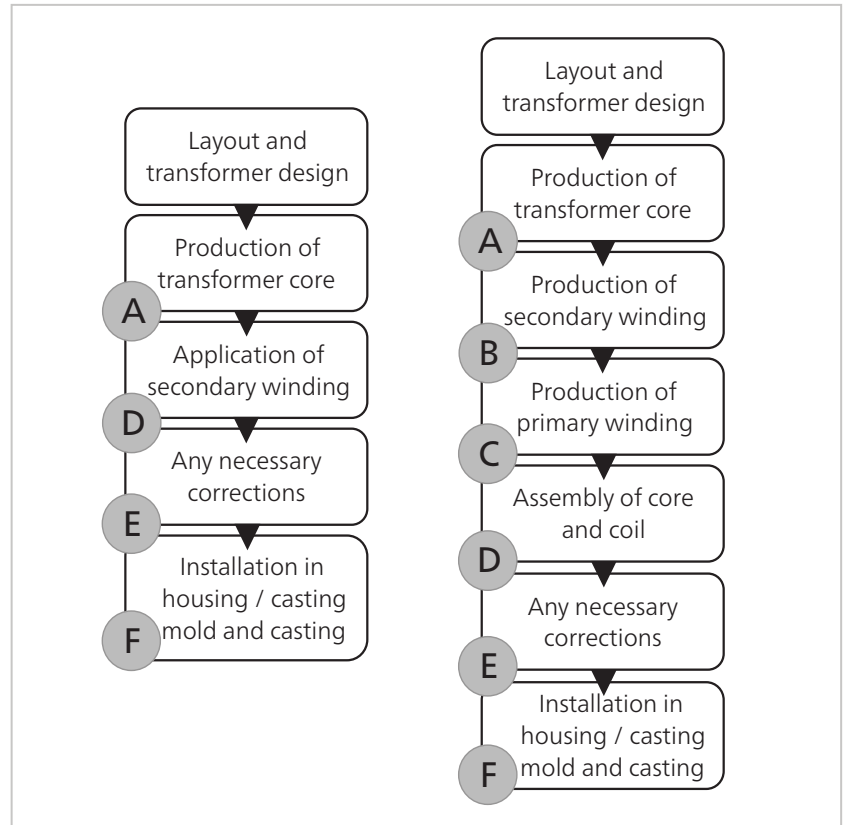 Layout and
transformer design
Production of
transformer core
A
Application of
secondary winding
D
Any necessary
corrections
E
Installation in
housing / casting
mold and casting
F
Layout and
transformer design
Production of
transformer core
A
Production of
secondary winding
B
Production of
primary winding
C
Assembly of core
and coil
D
Any necessary
corrections
E
Installation in
housing / casting
mold and casting
F